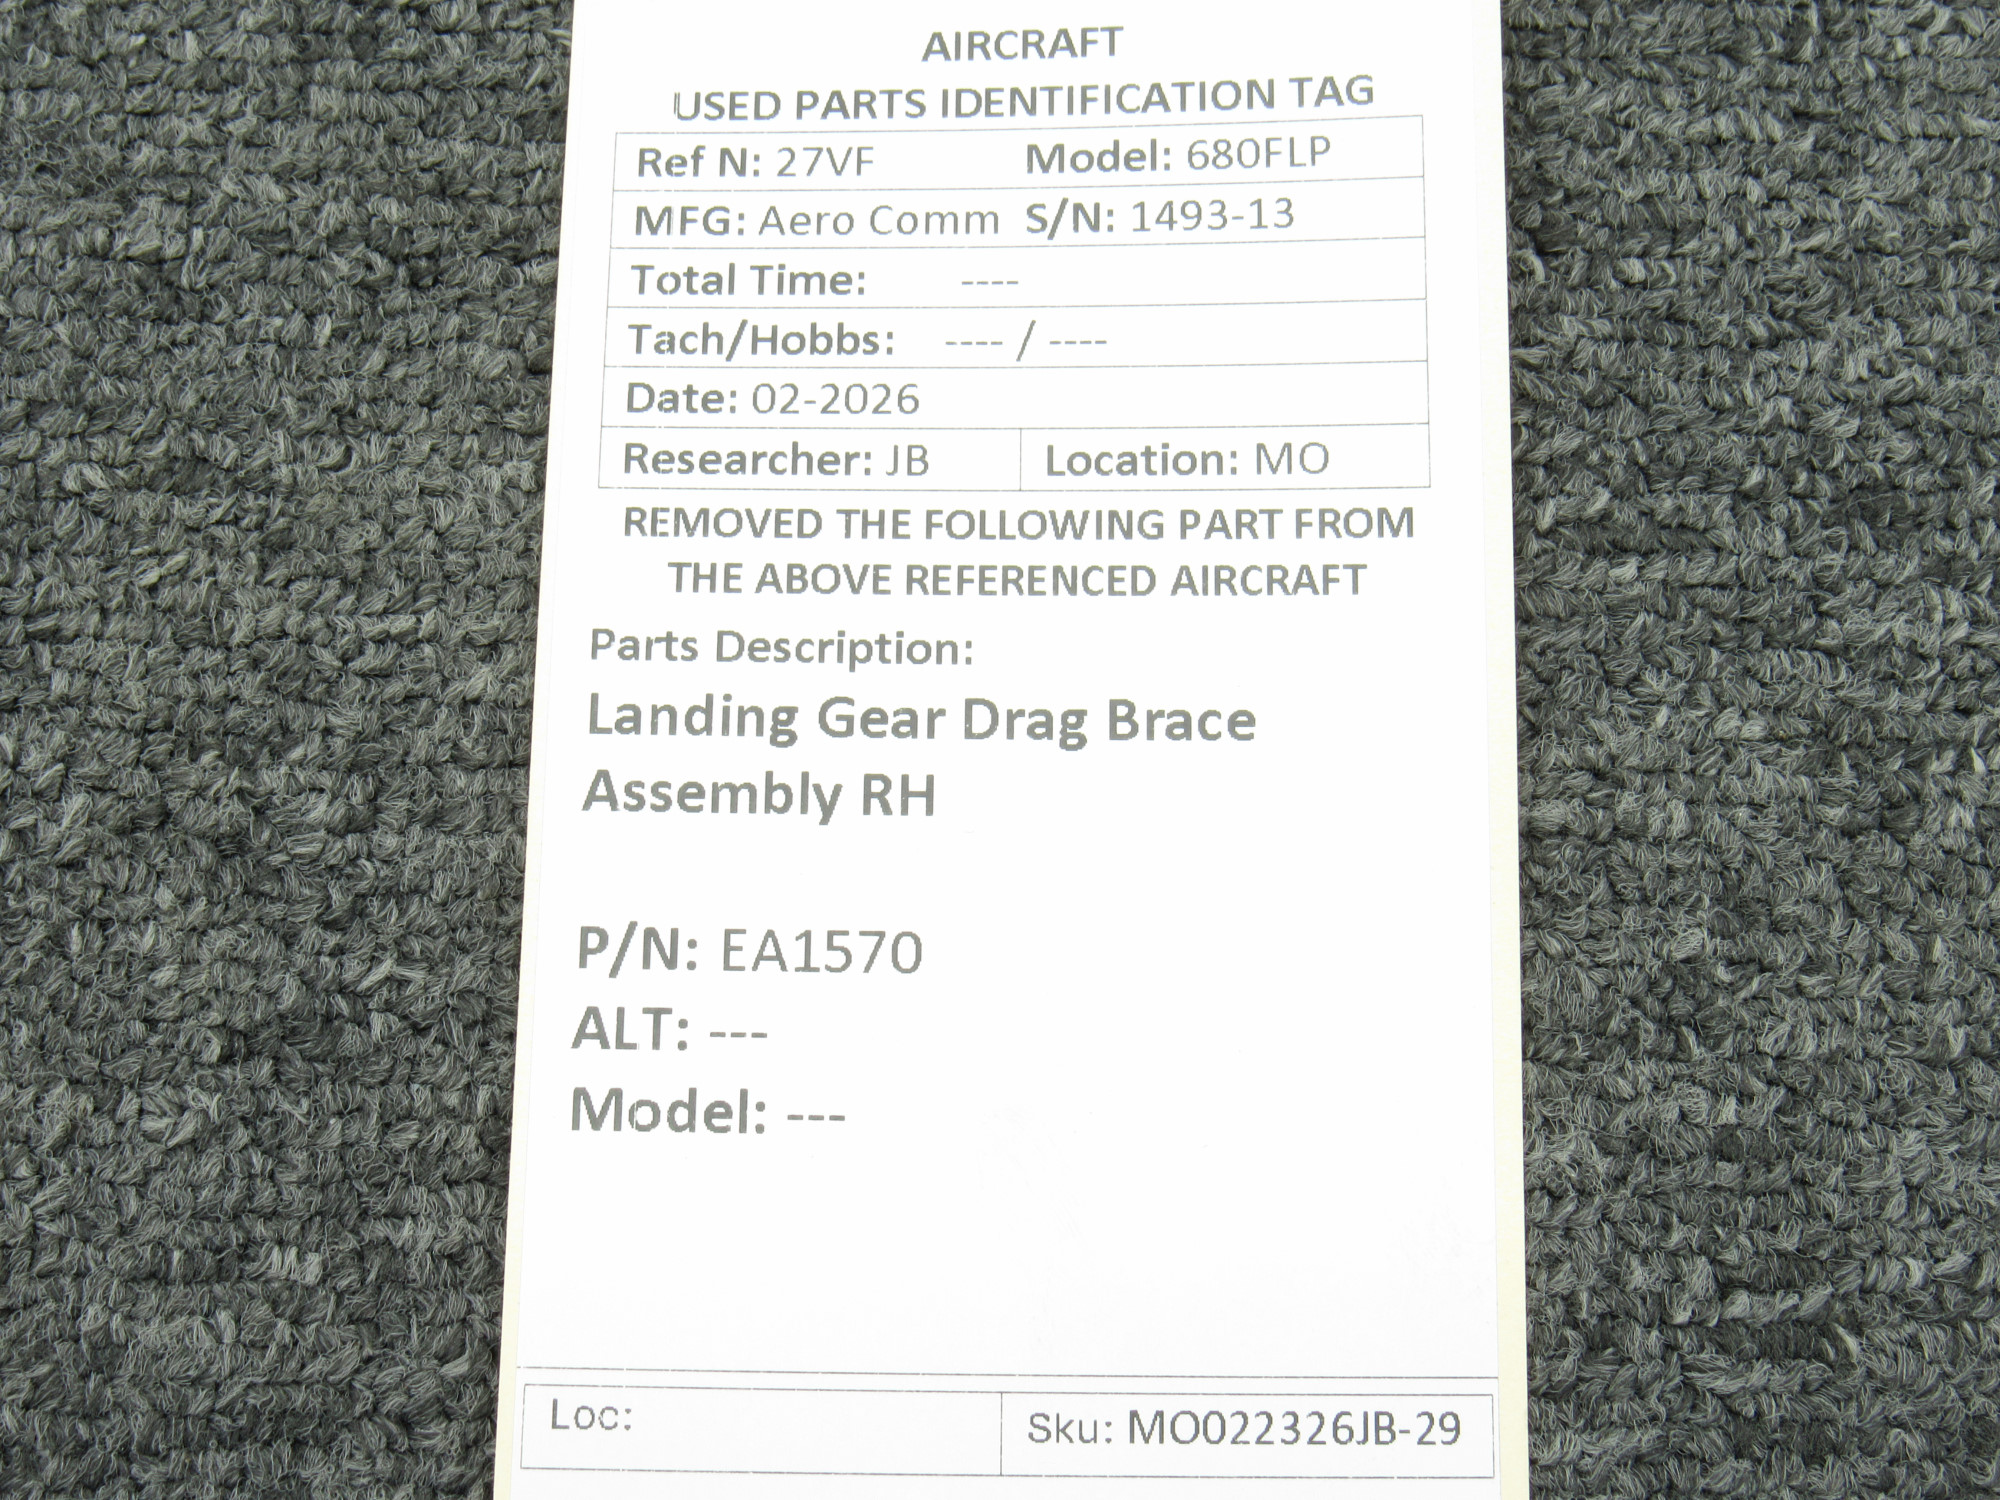 AIRCRAFT
USED PARTS IDENTIFICATION TAG
Ref N: 27VF Model: 680FLP
MFG: Aero Comm S/N: 1493-13
Total Time: ----
Tach/Hobbs: ---- / ----
Date: 02-2026
Researcher: JB Location: MO
REMOVED THE FOLLOWING PART FROM
THE ABOVE REFERENCED AIRCRAFT
Parts Description:
Landing Gear Drag Brace
Assembly RH
P/N: EA1570
ALT: ---
Model: ---
Loc: Sku: MO022326JB-29